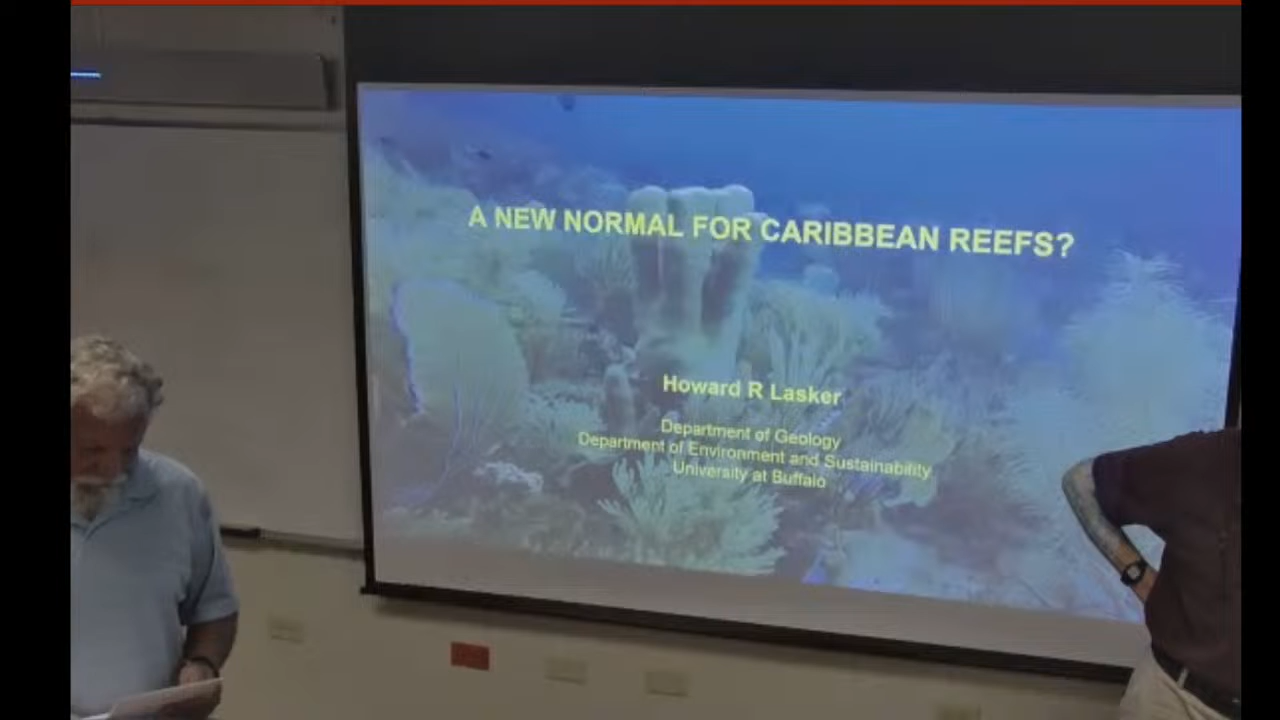 A NEW NORMAL FOR CARIBBEAN REEFS?
Howard R Lasker
Department of Geology
Department of Environment and Sustainability
University at Buffalo